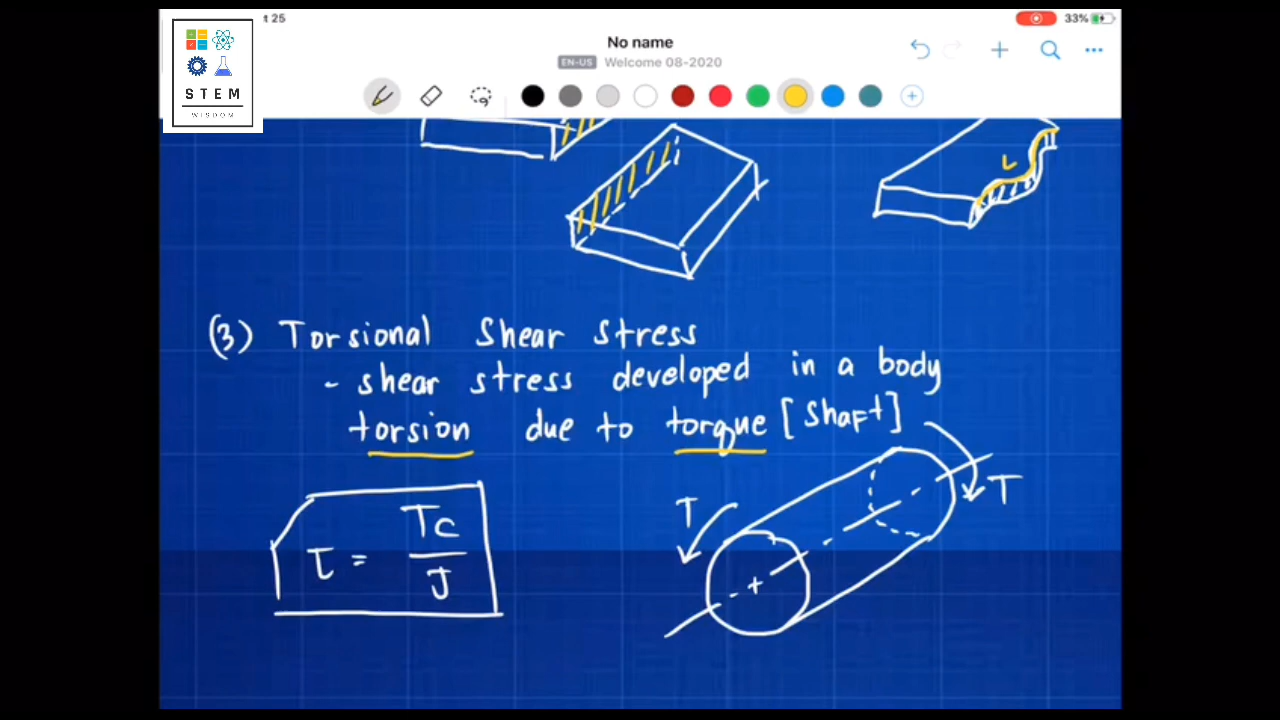 t 25
33%
No name
EN-US Welcome 08-2020
STEM
WISDOM
L
(3) Torsional Shear Stress
- shear stress developed in a body
torsion due to torque [Shaft]
τ = Tc / J
T
T